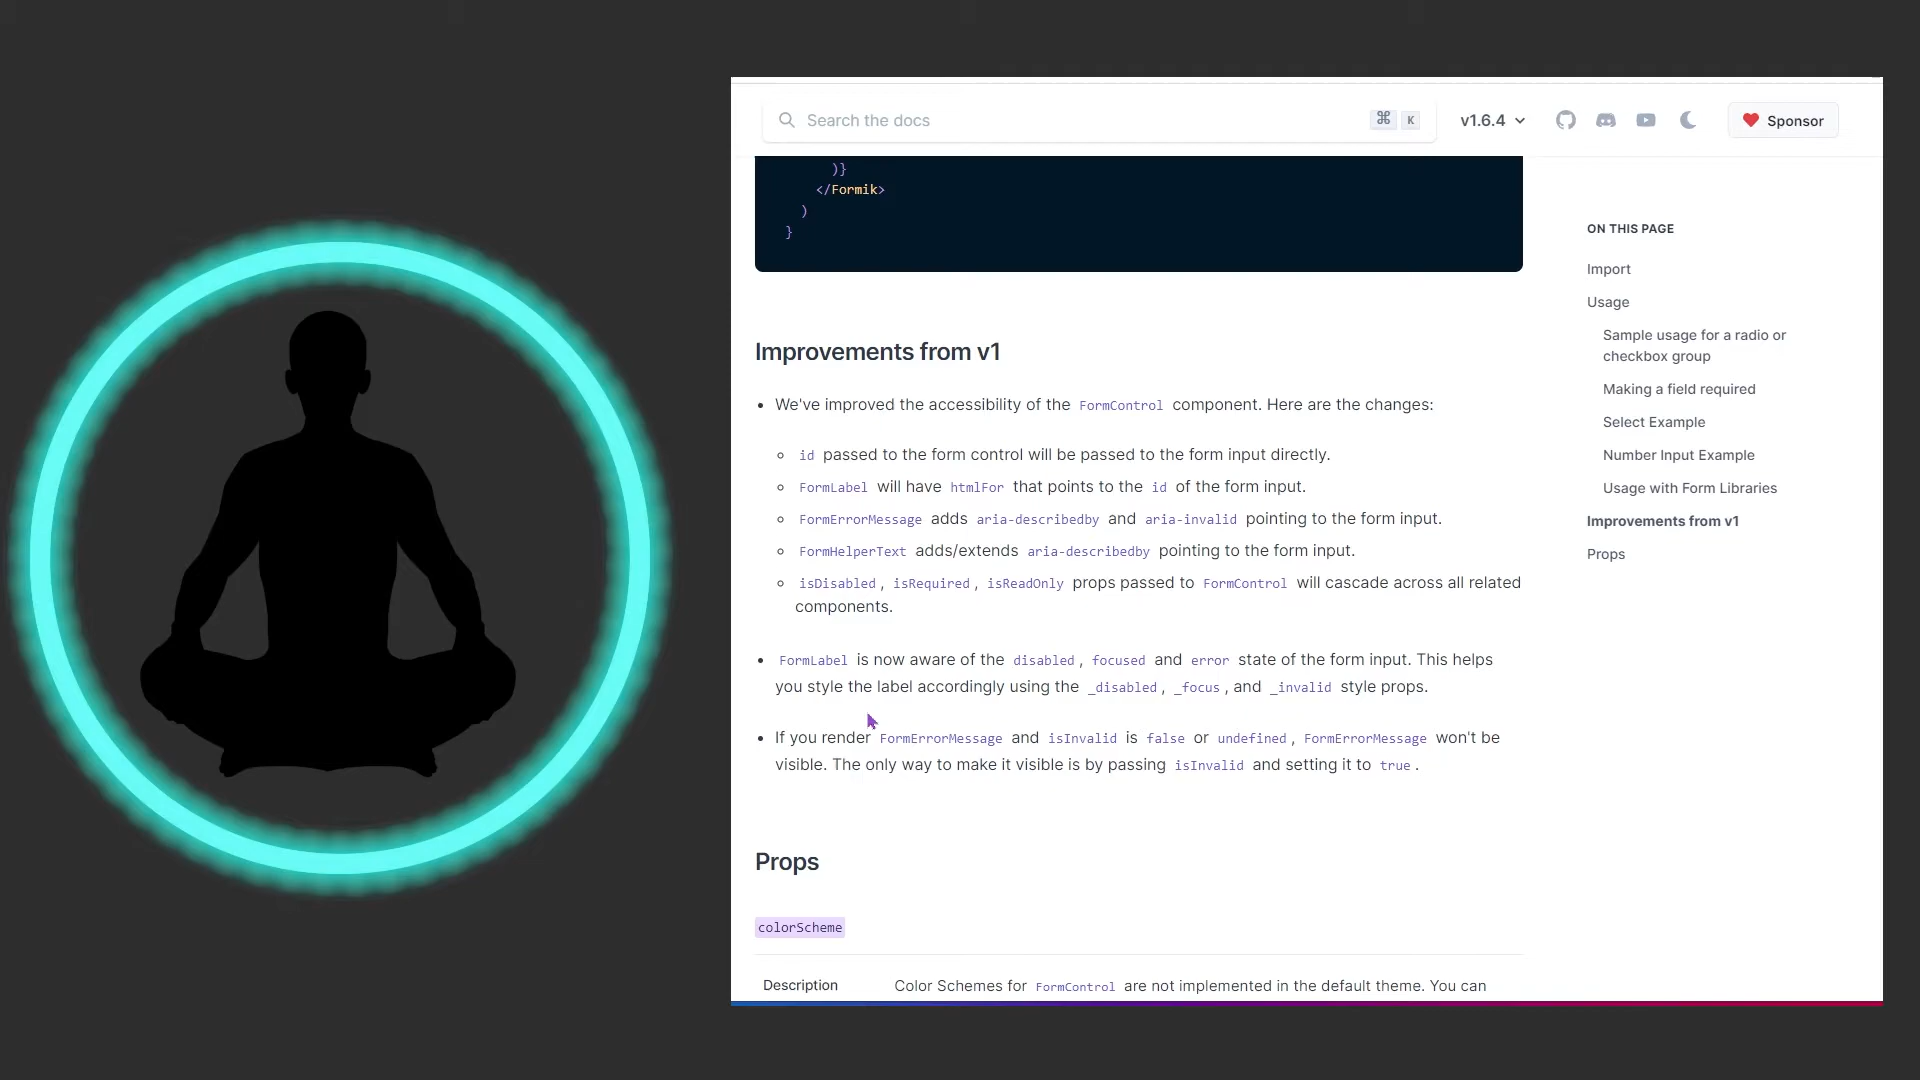 Search the docs
⌘ K
v1.6.4
Sponsor
)}
</Formik>
)
}
Improvements from v1
We've improved the accessibility of the FormControl component. Here are the changes:
id passed to the form control will be passed to the form input directly.
FormLabel will have htmlFor that points to the id of the form input.
FormErrorMessage adds aria-describedby and aria-invalid pointing to the form input.
FormHelperText adds/extends aria-describedby pointing to the form input.
isDisabled, isRequired, isReadOnly props passed to FormControl will cascade across all related
components.
FormLabel is now aware of the disabled, focused and error state of the form input. This helps
you style the label accordingly using the _disabled, _focus, and _invalid style props.
If you render FormErrorMessage and isInvalid is false or undefined, FormErrorMessage won't be
visible. The only way to make it visible is by passing isInvalid and setting it to true.
Props
colorScheme
Description
Color Schemes for FormControl are not implemented in the default theme. You can
ON THIS PAGE
Import
Usage
Sample usage for a radio or
checkbox group
Making a field required
Select Example
Number Input Example
Usage with Form Libraries
Improvements from v1
Props